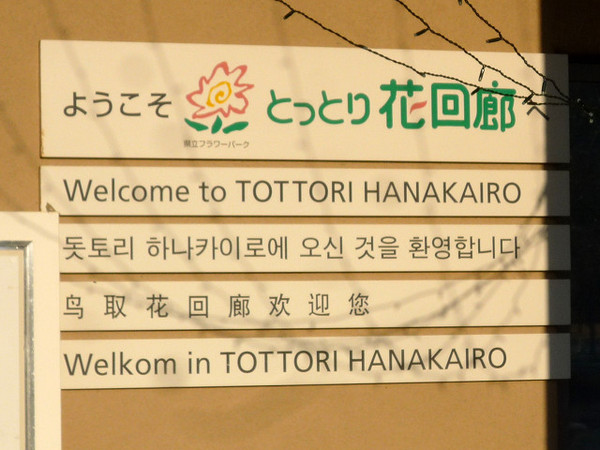 ようこそ とっとり花回廊へ
県立フラワーパーク
Welcome to TOTTORI HANAKAIRO
돗토리 하나카이로에 오신 것을 환영합니다
鸟取花回廊欢迎您
Welkom in TOTTORI HANAKAIRO